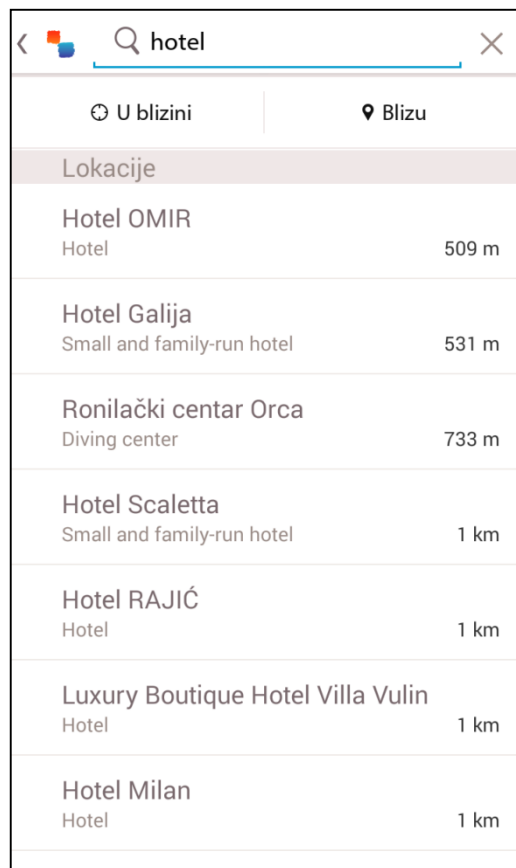 hotel
U blizini
Blizu
Lokacije
Hotel OMIR
Hotel
509 m
Hotel Galija
Small and family-run hotel
531 m
Ronilački centar Orca
Diving center
733 m
Hotel Scaletta
Small and family-run hotel
1 km
Hotel RAJIĆ
Hotel
1 km
Luxury Boutique Hotel Villa Vulin
Hotel
1 km
Hotel Milan
Hotel
1 km